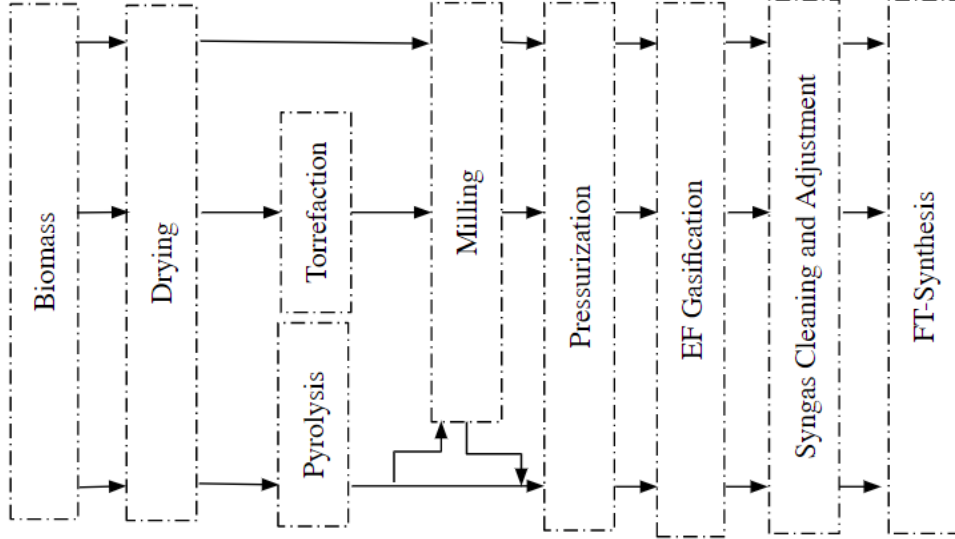 Biomass
Drying
Torrefaction
Pyrolysis
Milling
Pressurization
EF Gasification
Syngas Cleaning and Adjustment
FT-Synthesis